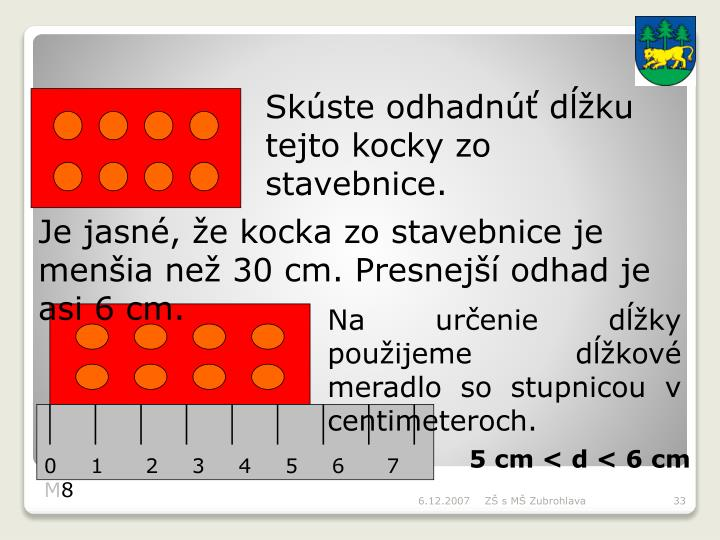 Skúste odhadnúť dĺžku
tejto kocky zo
stavebnice.
Je jasné, že kocka zo stavebnice je
menšia než 30 cm. Presnejší odhad je
asi 6 cm.
Na určenie dĺžky
použijeme dĺžkové
meradlo so stupnicou v
centimeteroch.
0 1 2 3 4 5 6 7
M8
5 cm < d < 6 cm
6.12.2007 ZŠ s MŠ Zubrohlava 33